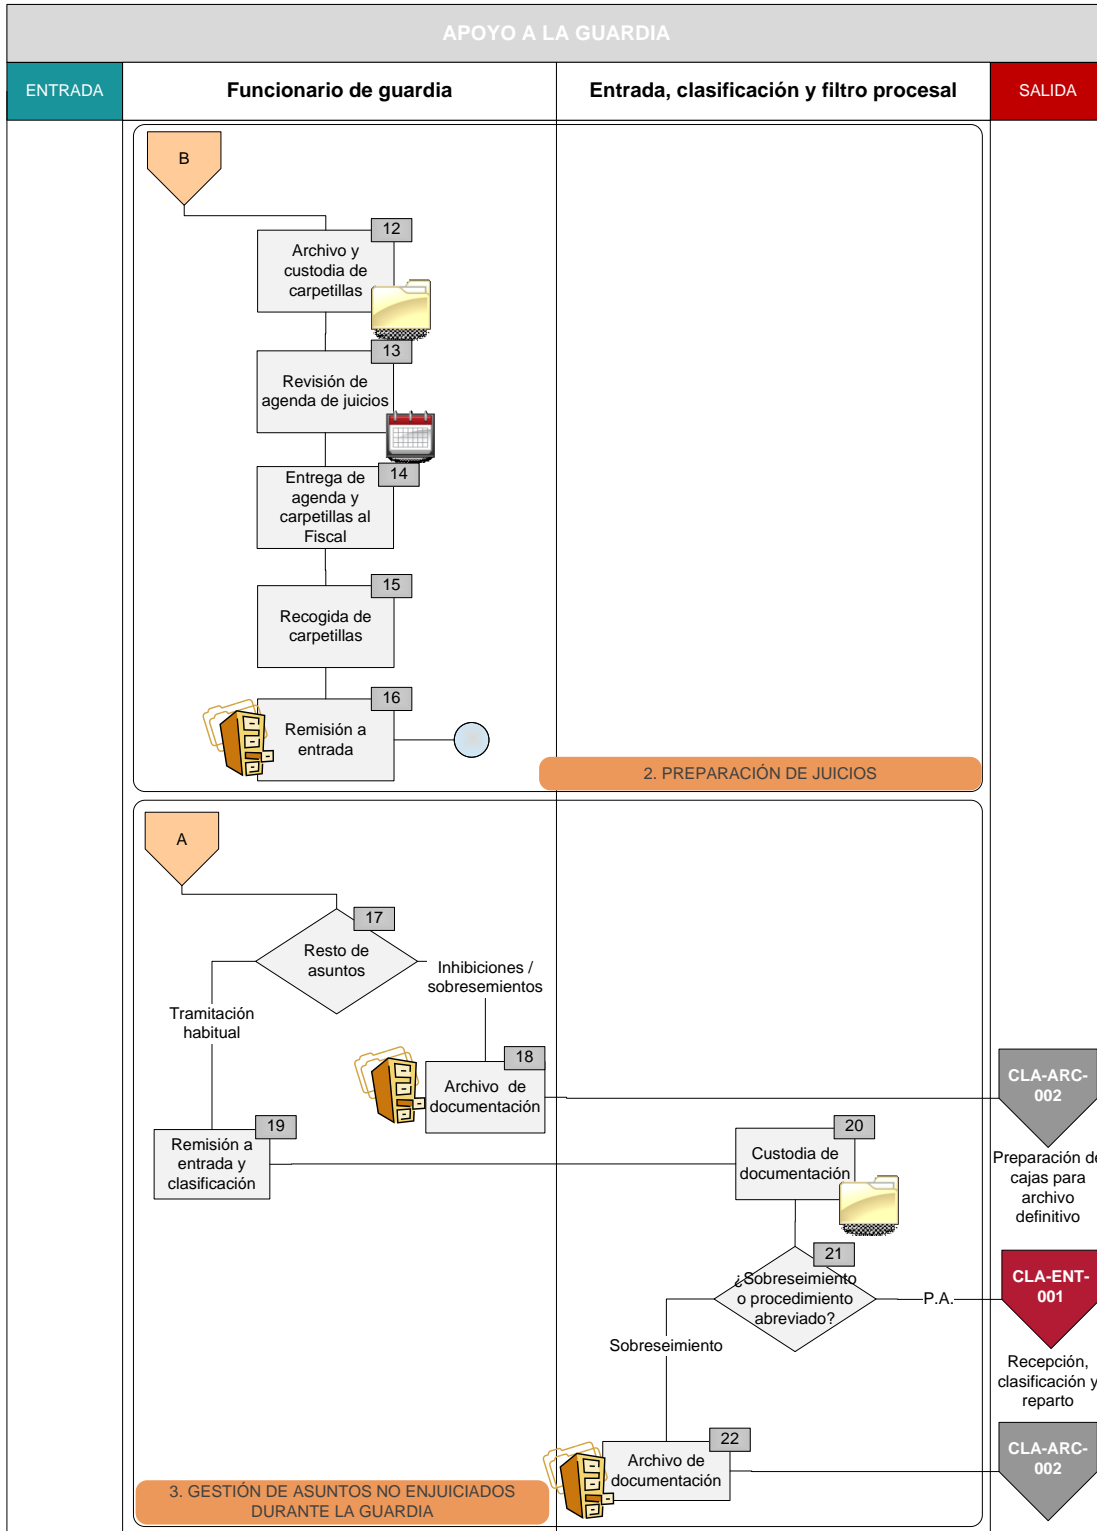 APOYO A LA GUARDIA
ENTRADA
Funcionario de guardia
Entrada, clasificación y filtro procesal
SALIDA
B
12
Archivo y
custodia de
carpetillas
13
Revisión de
agenda de juicios
14
Entrega de
agenda y
carpetillas al
Fiscal
15
Recogida de
carpetillas
16
Remisión a
entrada
2. PREPARACIÓN DE JUICIOS
A
17
Resto de
asuntos
Inhibiciones /
sobresemientos
Tramitación
habitual
18
Archivo de
documentación
CLA-ARC-
002
Preparación de
cajas para
archivo
definitivo
19
Remisión a
entrada y
clasificación
20
Custodia de
documentación
21
¿Sobreseimiento
o procedimiento
abreviado?
P.A.
CLA-ENT-
001
Recepción,
clasificación y
reparto
Sobreseimiento
22
Archivo de
documentación
CLA-ARC-
002
3. GESTIÓN DE ASUNTOS NO ENJUICIADOS
DURANTE LA GUARDIA